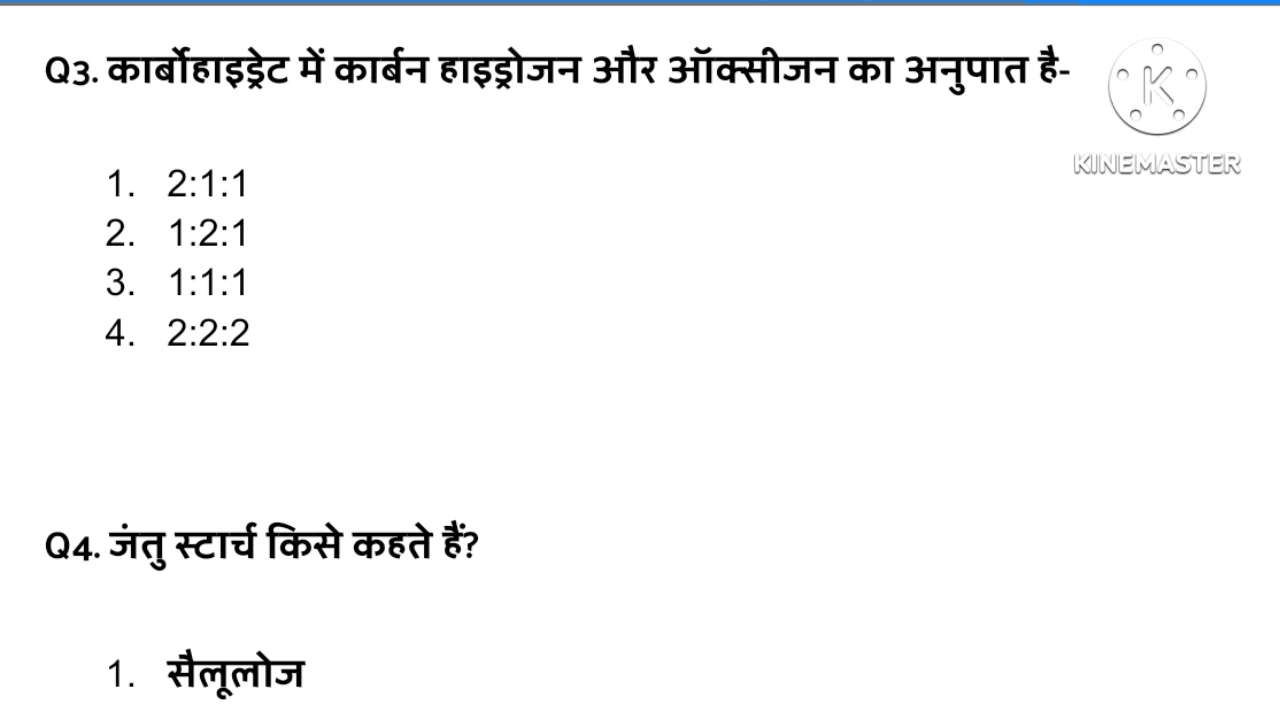 Q3. कार्बोहाइड्रेट में कार्बन हाइड्रोजन और ऑक्सीजन का अनुपात है-
K
KINEMASTER
1. 2:1:1
2. 1:2:1
3. 1:1:1
4. 2:2:2
Q4. जंतु स्टार्च किसे कहते हैं?
1. सैलूलोज